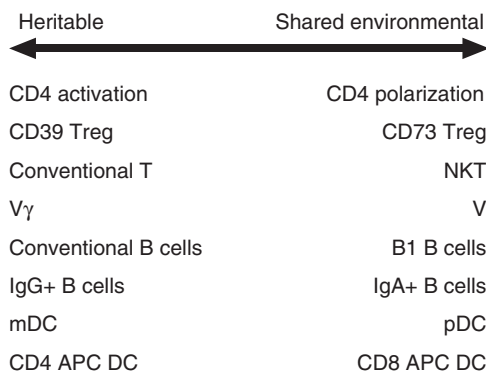 Heritable Shared environmental
CD4 activation CD4 polarization
CD39 Treg CD73 Treg
Conventional T NKT
Vγ V
Conventional B cells B1 B cells
IgG+ B cells IgA+ B cells
mDC pDC
CD4 APC DC CD8 APC DC